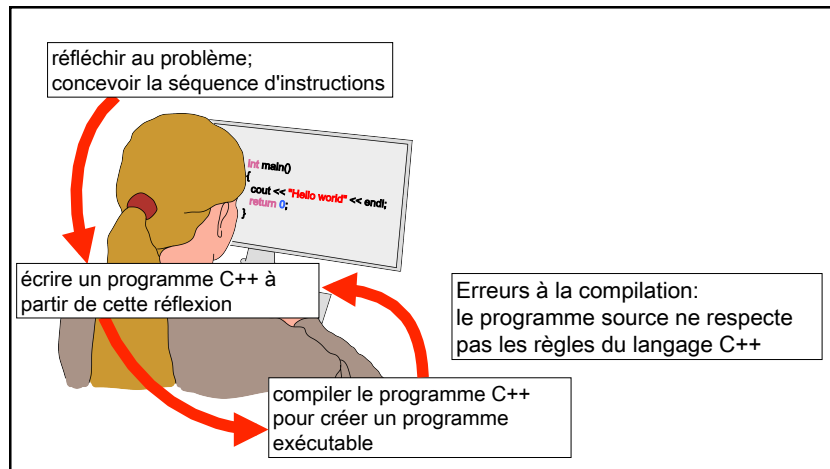 réfléchir au problème;
concevoir la séquence d'instructions
int main()
{
cout << "Hello world" << endl;
return 0;
}
écrire un programme C++ à
partir de cette réflexion
Erreurs à la compilation:
le programme source ne respecte
pas les règles du langage C++
compiler le programme C++
pour créer un programme
exécutable